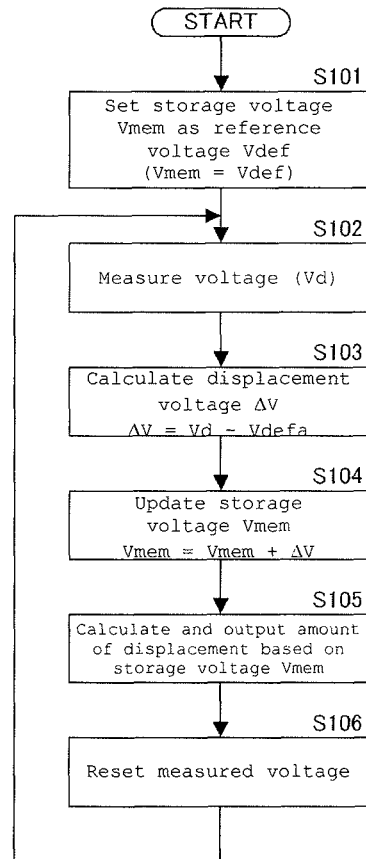 START
S101
Set storage voltage
Vmem as reference
voltage Vdef
(Vmem = Vdef)
S102
Measure voltage (Vd)
S103
Calculate displacement
voltage ΔV
ΔV = Vd - Vdefa
S104
Update storage
voltage Vmem
Vmem = Vmem + ΔV
S105
Calculate and output amount
of displacement based on
storage voltage Vmem
S106
Reset measured voltage